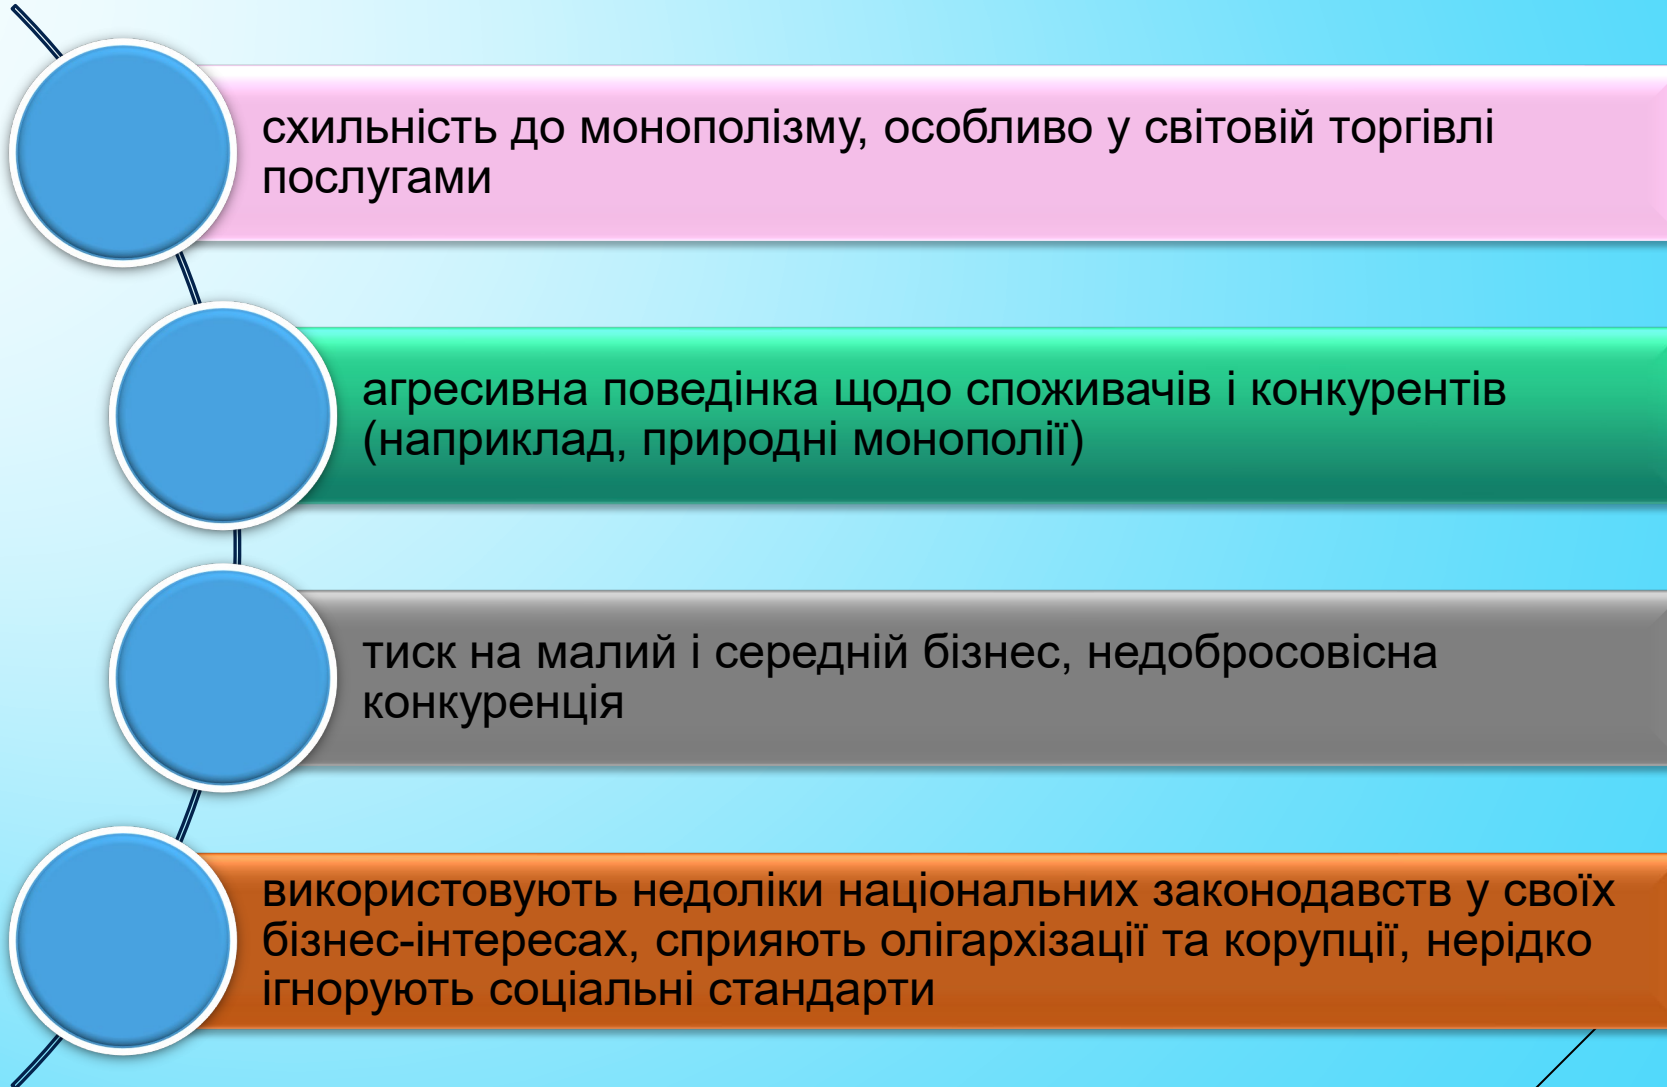 схильність до монополізму, особливо у світовій торгівлі
послугами
агресивна поведінка щодо споживачів і конкурентів
(наприклад, природні монополії)
тиск на малий і середній бізнес, недобросовісна
конкуренція
використовують недоліки національних законодавств у своїх
бізнес-інтересах, сприяють олігархізації та корупції, нерідко
ігнорують соціальні стандарти